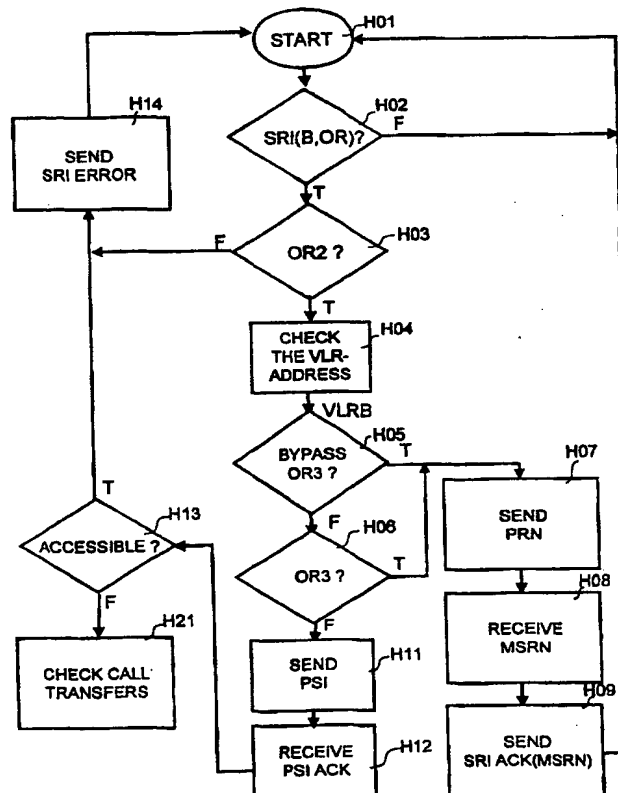 START
H01
H14
H02
SEND
SRI ERROR
SRI(B,OR)?
F
T
H03
F
OR2 ?
T
CHECK
THE VLR-
ADDRESS
H04
VLRB
H05
BYPASS
OR3 ?
T
H07
F
H06
SEND
PRN
T
H13
ACCESSIBLE ?
OR3 ?
T
H08
F
F
RECEIVE
MSRN
H21
H11
CHECK CALL
TRANSFERS
SEND
PSI
H09
RECEIVE
PSI ACK
H12
SEND
SRI ACK(MSRN)